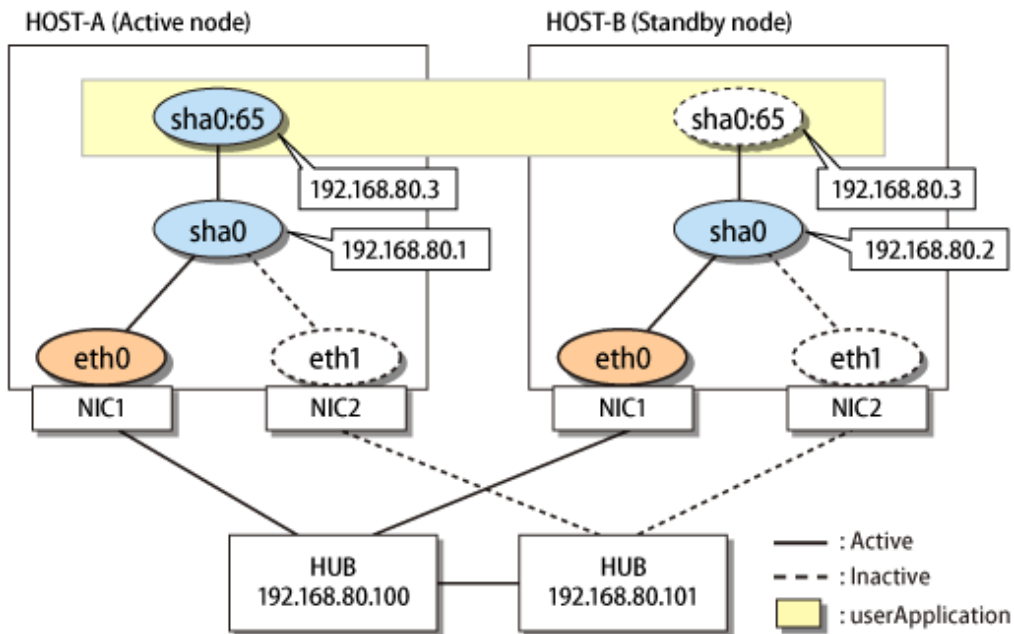 HOST-A (Active node)
HOST-B (Standby node)
sha0:65
sha0:65
192.168.80.3
192.168.80.3
sha0
sha0
192.168.80.1
192.168.80.2
eth0
eth1
eth0
eth1
NIC1
NIC2
NIC1
NIC2
HUB
192.168.80.100
HUB
192.168.80.101
: Active
: Inactive
: userApplication